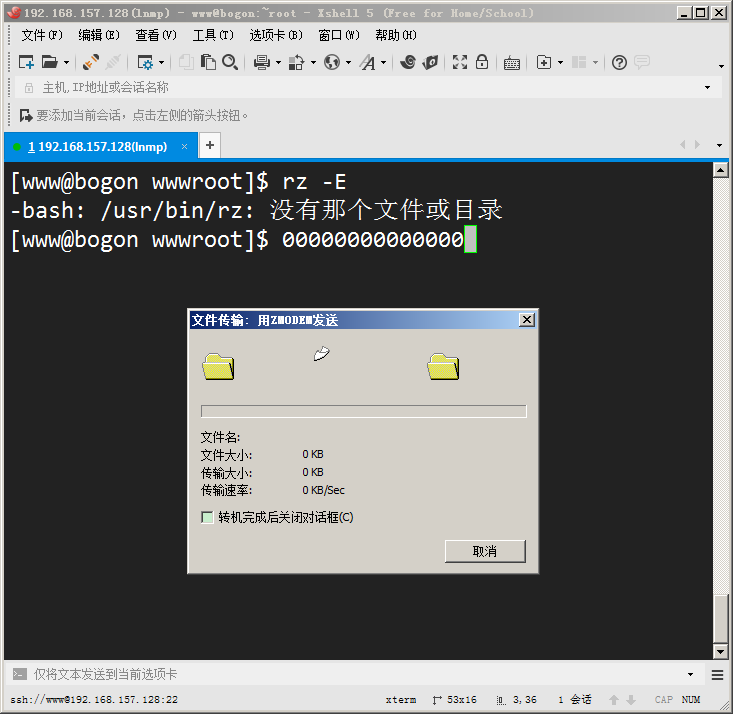 192.168.157.128(lnmp) - www@bogon:~root - Xshell 5 (Free for Home/School)
文件(F) 编辑(E) 查看(V) 工具(T) 选项卡(B) 窗口(W) 帮助(H)
主机,IP地址或会话名称
要添加当前会话，点击左侧的箭头按钮。
1 192.168.157.128(lnmp) × +
[www@bogon wwwroot]$ rz -E
-bash: /usr/bin/rz: 没有那个文件或目录
[www@bogon wwwroot]$ 00000000000000
文件传输: 用ZMODEM发送
文件名:
文件大小: 0 KB
传输大小: 0 KB
传输速率: 0 KB/Sec
转机完成后关闭对话框(C)
取消
仅将文本发送到当前选项卡
ssh://www@192.168.157.128:22 xterm 53x16 3,36 1 会话 CAP NUM